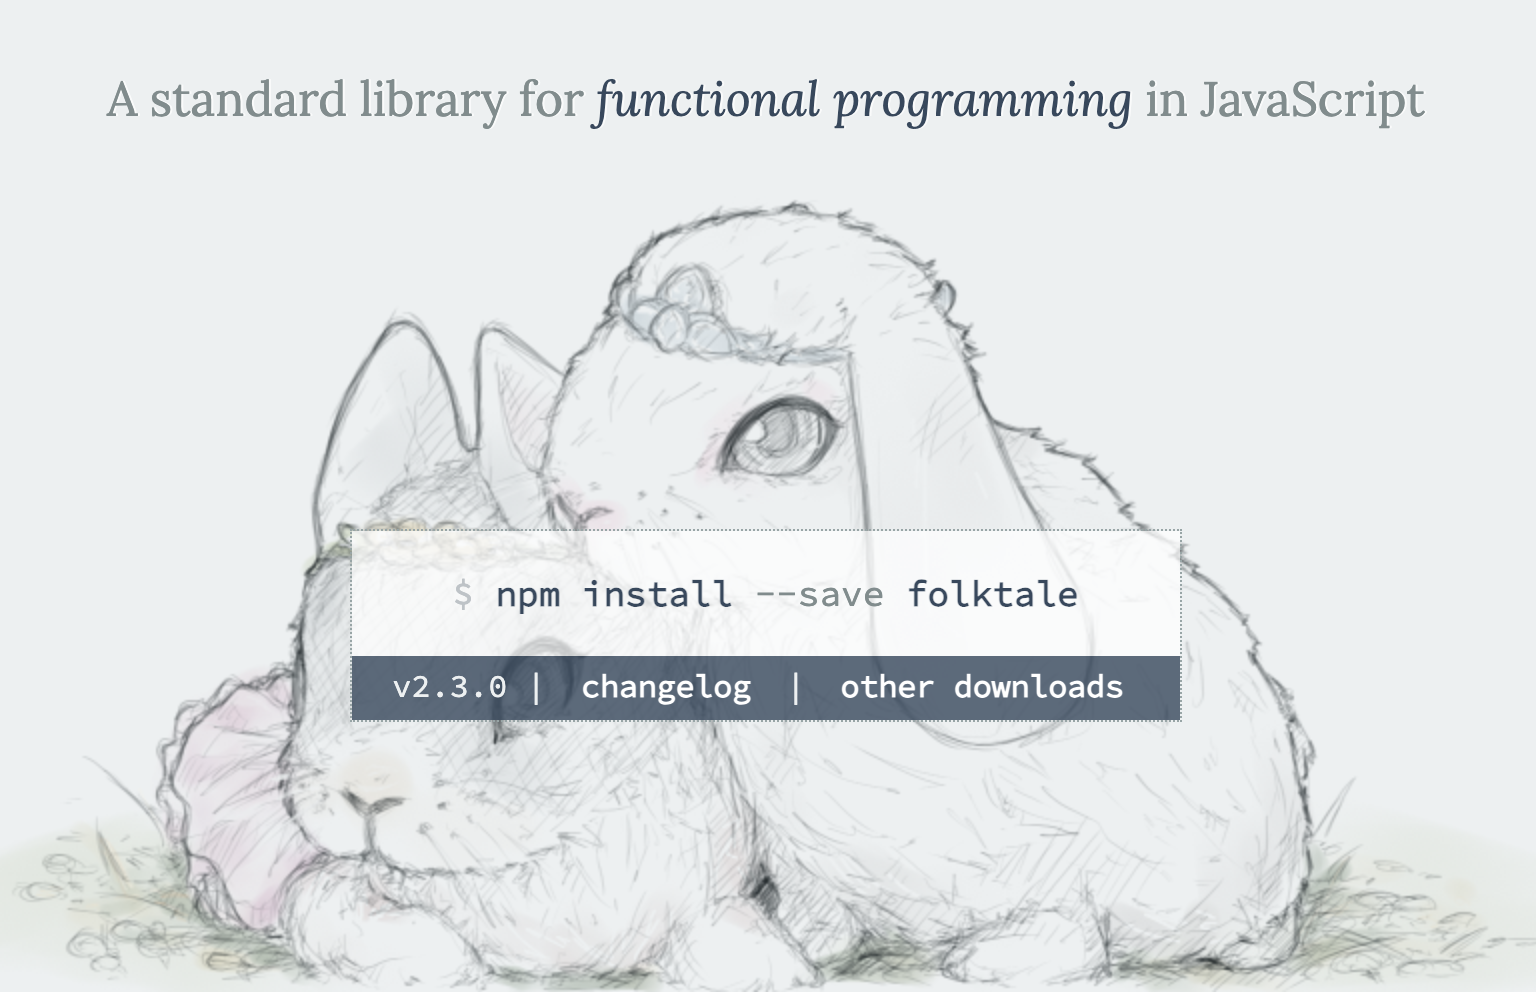 A standard library for functional programming in JavaScript
$ npm install --save folktale
v2.3.0 | changelog | other downloads